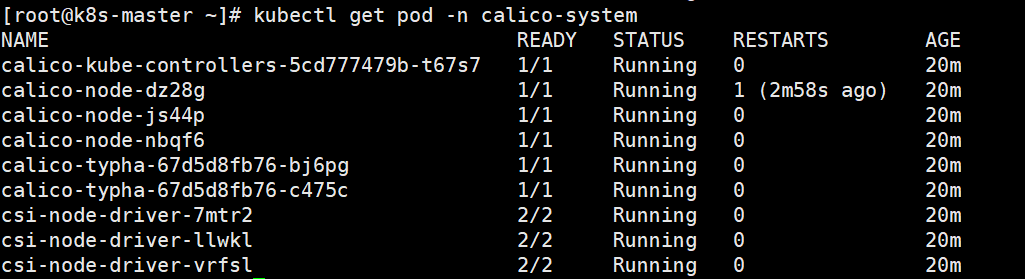 [root@k8s-master ~]# kubectl get pod -n calico-system
NAME READY STATUS RESTARTS AGE
calico-kube-controllers-5cd777479b-t67s7 1/1 Running 0 20m
calico-node-dz28g 1/1 Running 1 (2m58s ago) 20m
calico-node-js44p 1/1 Running 0 20m
calico-node-nbqf6 1/1 Running 0 20m
calico-typha-67d5d8fb76-bj6pg 1/1 Running 0 20m
calico-typha-67d5d8fb76-c475c 1/1 Running 0 20m
csi-node-driver-7mtr2 2/2 Running 0 20m
csi-node-driver-llwkl 2/2 Running 0 20m
csi-node-driver-vrfsl 2/2 Running 0 20m